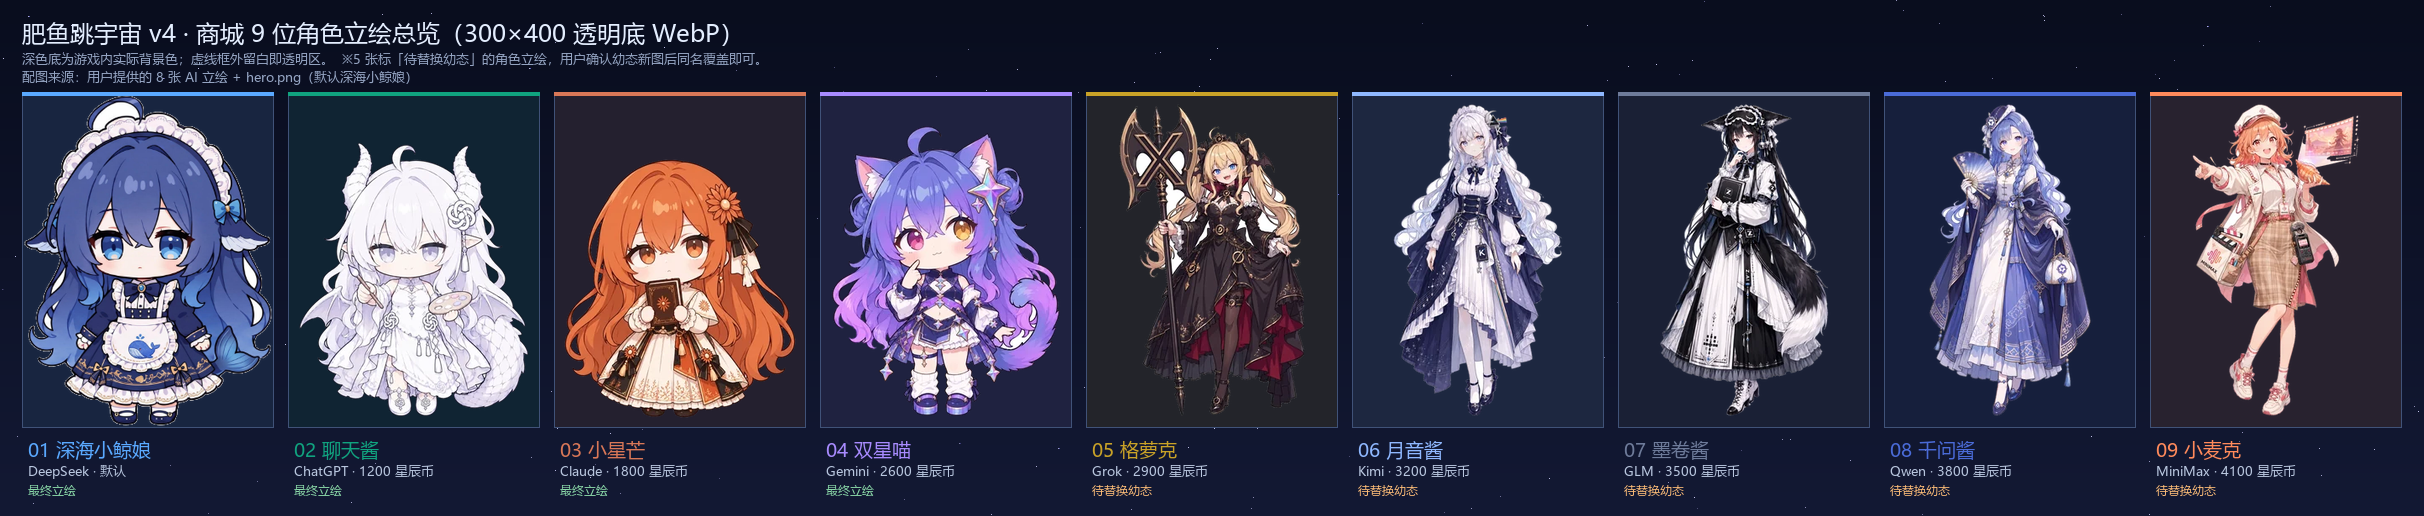 肥鱼跳宇宙 v4 · 商城 9 位角色立绘总览（300×400 透明底 WebP）
深色底为游戏内实际背景色；虚线框外留白即透明区。 ※5 张标「待替换幼态」的角色立绘，用户确认幼态新图后同名覆盖即可。
配图来源：用户提供的 8 张 AI 立绘 + hero.png（默认深海小鲸娘）
01 深海小鲸娘
DeepSeek · 默认
最终立绘
02 聊天酱
ChatGPT · 1200 星辰币
最终立绘
03 小星芒
Claude · 1800 星辰币
最终立绘
04 双星喵
Gemini · 2600 星辰币
最终立绘
05 格萝克
Grok · 2900 星辰币
待替换幼态
06 月音酱
Kimi · 3200 星辰币
待替换幼态
07 墨卷酱
GLM · 3500 星辰币
待替换幼态
08 千问酱
Qwen · 3800 星辰币
待替换幼态
09 小麦克
MiniMax · 4100 星辰币
待替换幼态